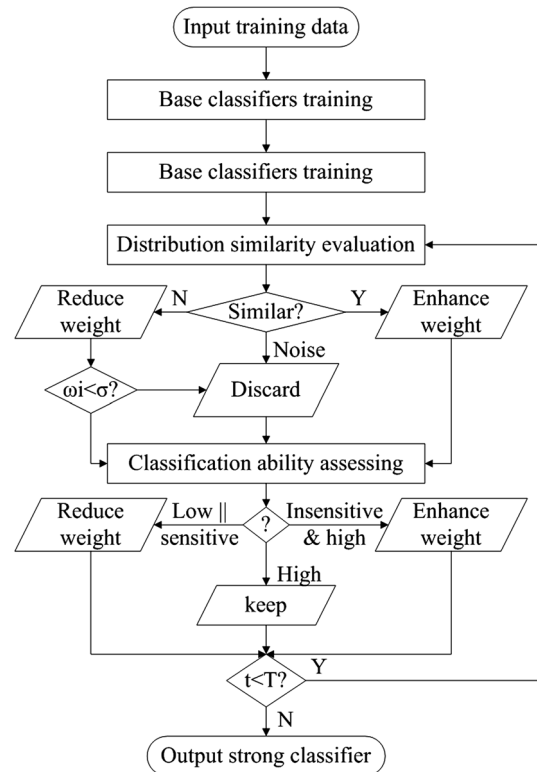 Input training data
Base classifiers training
Base classifiers training
Distribution similarity evaluation
Reduce
weight
N
Similar?
Y
Enhance
weight
Noise
ωi<σ?
Discard
Classification ability assessing
Reduce
weight
Low ||
sensitive
?
Insensitive
& high
Enhance
weight
High
keep
t<T?
Y
N
Output strong classifier